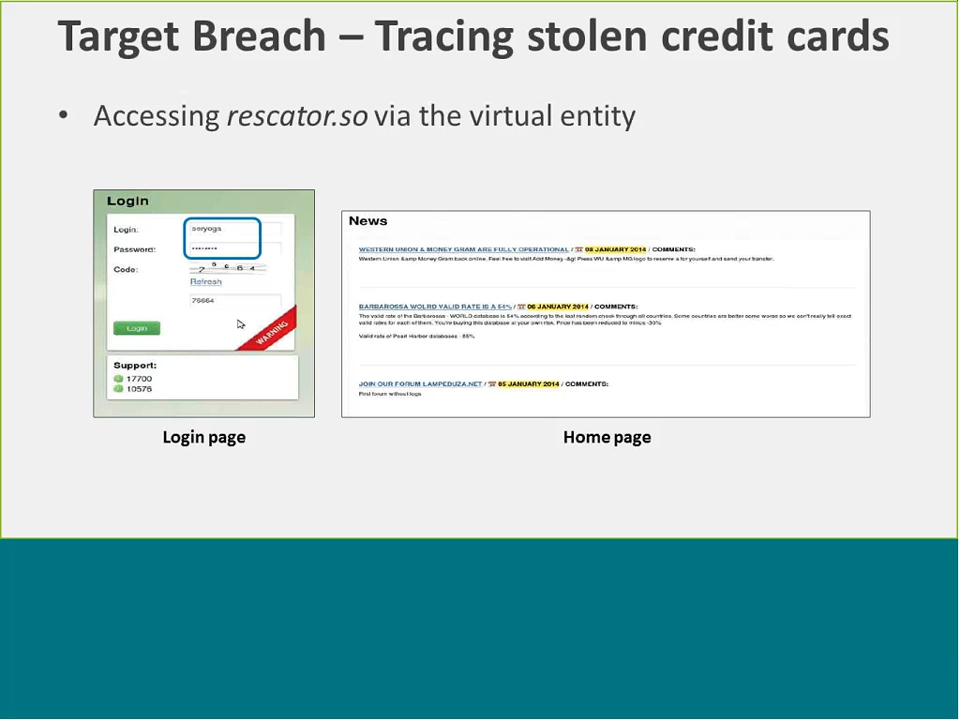 Target Breach – Tracing stolen credit cards
• Accessing rescator.so via the virtual entity
Login
Login:
Password:
Code:
Refresh
76664
Login
WARNING
Support:
17700
10576
Login page
News
WESTERN UNION & MONEY GRAM ARE FULLY OPERATIONAL / 08 JANUARY 2014 / COMMENTS:
Western Union &amp Money Gram back online. Feel free to visit Add Money -&gt Press WU &amp MG logo to reserve a for yourself and send your transfer.
BARBAROSSA WOLRD VALID RATE IS A 54% / 06 JANUARY 2014 / COMMENTS:
The valid rate of the Barbarossa - WORLD database is 54% according to the last random check through all countries. Some countries are better some worse so we can't really tell exact
valid rates for each of them. You're buying this database at your own risk. Price has been reduced to minus -30%
Valid rate of Pearl Harbor databases - 85%
JOIN OUR FORUM LAMPEDUZA.NET / 05 JANUARY 2014 / COMMENTS:
First forum without logs
Home page